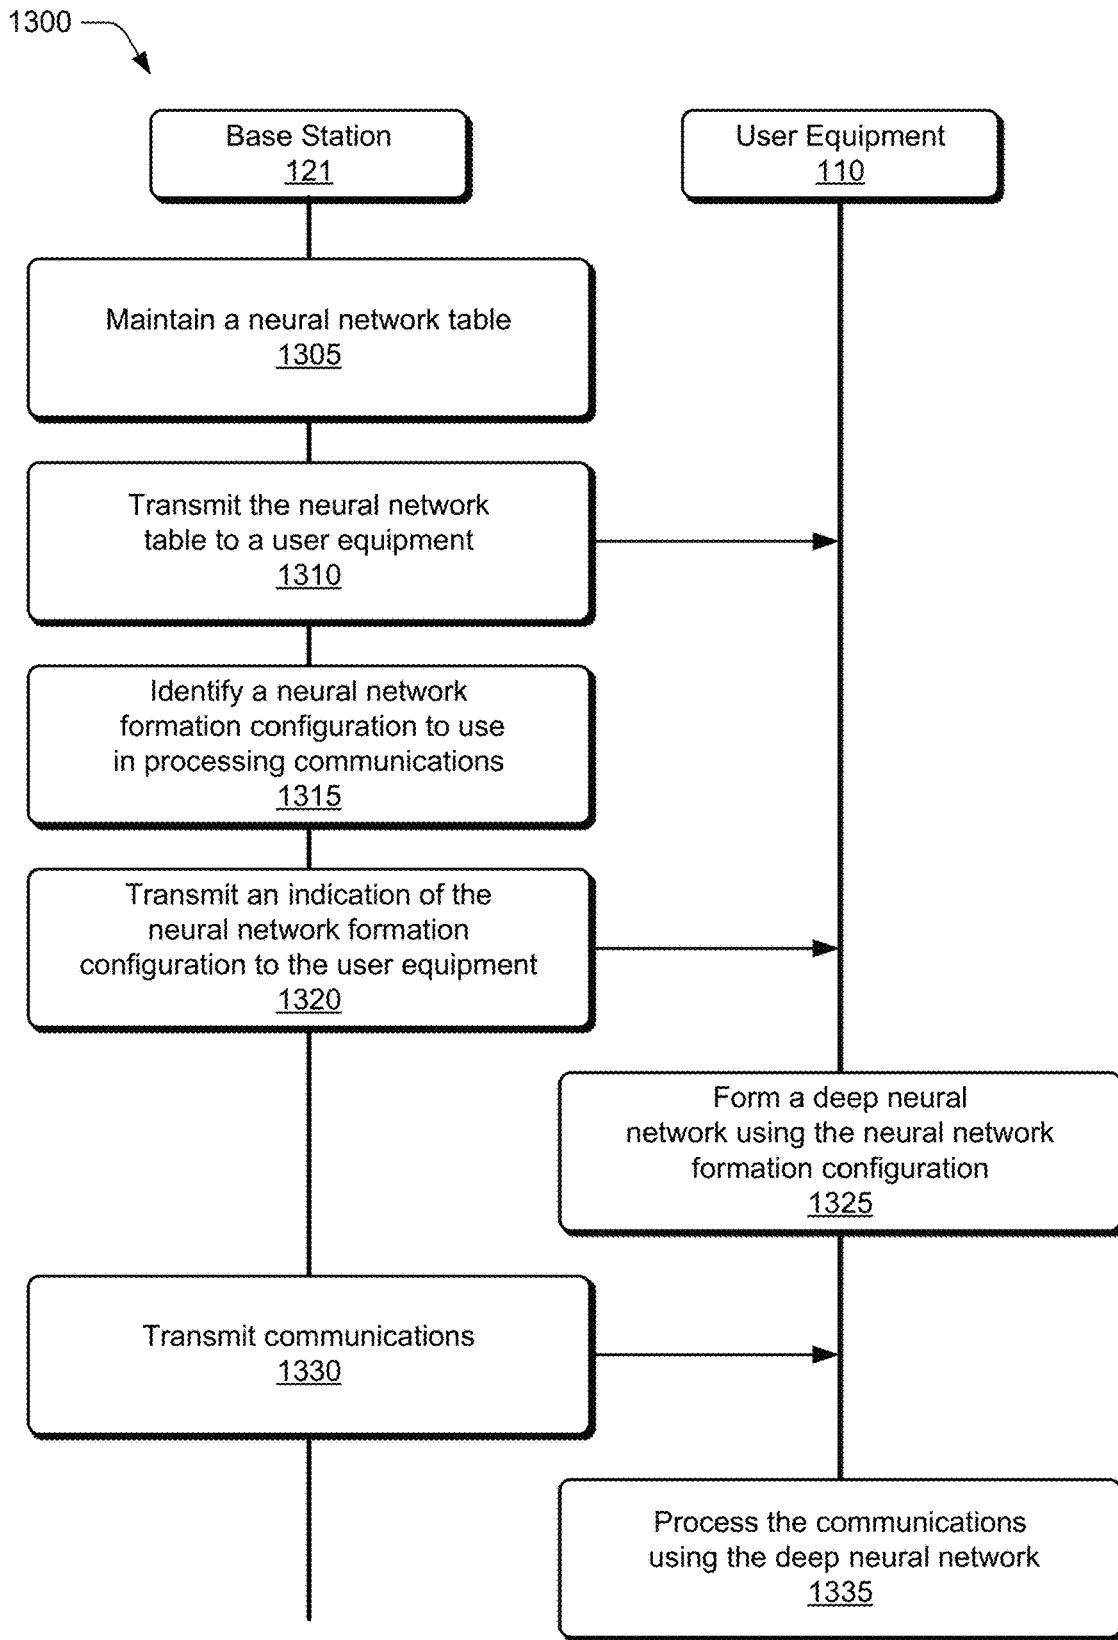 1300
Base Station
121
User Equipment
110
Maintain a neural network table
1305
Transmit the neural network
table to a user equipment
1310
Identify a neural network
formation configuration to use
in processing communications
1315
Transmit an indication of the
neural network formation
configuration to the user equipment
1320
Form a deep neural
network using the neural network
formation configuration
1325
Transmit communications
1330
Process the communications
using the deep neural network
1335